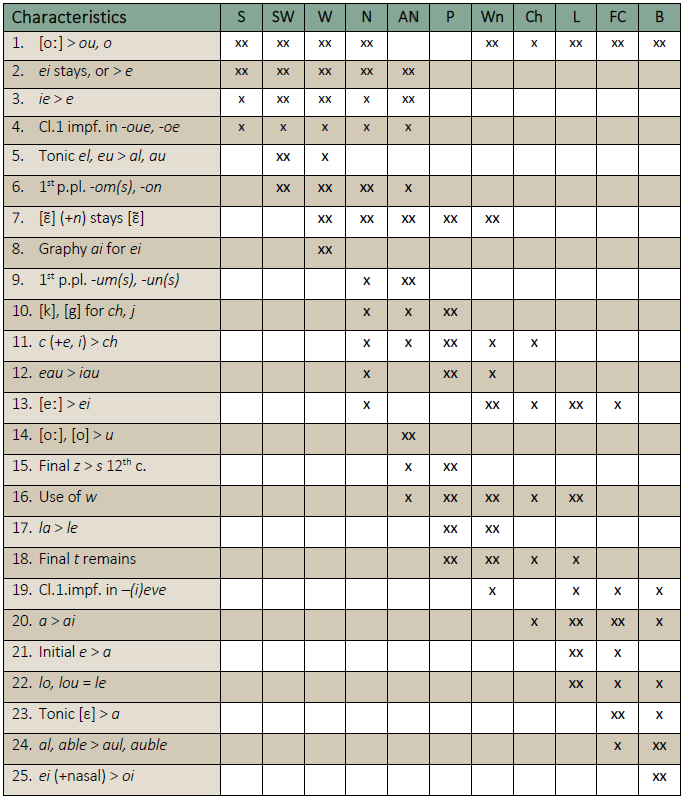 Characteristics S SW W N AN P Wn Ch L FC B
1. [oː] > ou, o xx xx xx xx xx x xx xx xx
2. ei stays, or > e xx xx xx xx xx
3. ie > e x xx xx x xx
4. Cl.1 impf. in -oue, -oe x x x x x
5. Tonic el, eu > al, au xx x
6. 1st p.pl. -om(s), -on xx xx xx x
7. [ɛ̃] (+n) stays [ɛ̃] xx xx xx xx xx
8. Graphy ai for ei xx
9. 1st p.pl. -um(s), -un(s) x xx
10. [k], [g] for ch, j x x xx
11. c (+e, i) > ch x x xx x x
12. eau > iau x xx x
13. [eː] > ei x xx x xx x
14. [oː], [o] > u xx
15. Final z > s 12th c. x xx
16. Use of w x xx xx x xx
17. la > le xx xx
18. Final t remains xx xx x x
19. Cl.1.impf. in –(i)eve x x x x
20. a > ai x xx xx x
21. Initial e > a xx x
22. lo, lou = le xx x x
23. Tonic [ɛ] > a xx x
24. al, able > aul, auble x xx
25. ei (+nasal) > oi xx